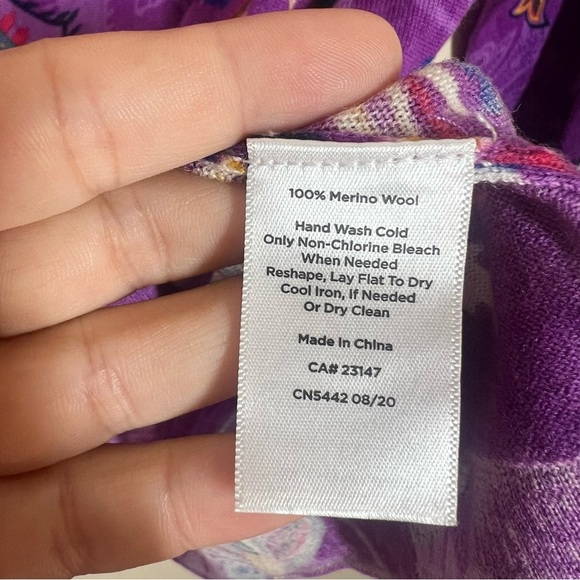 100% Merino Wool
Hand Wash Cold
Only Non-Chlorine Bleach
When Needed
Reshape, Lay Flat To Dry
Cool Iron, If Needed
Or Dry Clean
Made In China
CA# 23147
CN5442 08/20